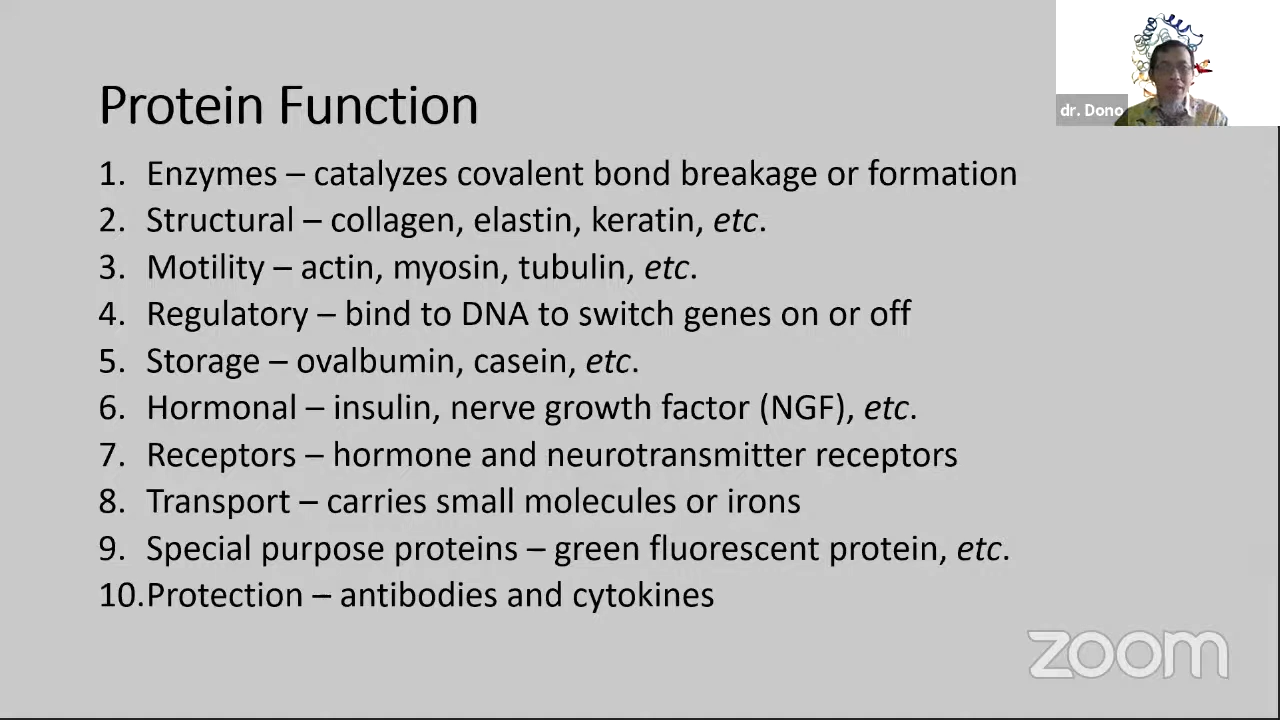 dr. Dono
Protein Function
1. Enzymes – catalyzes covalent bond breakage or formation
2. Structural – collagen, elastin, keratin, etc.
3. Motility – actin, myosin, tubulin, etc.
4. Regulatory – bind to DNA to switch genes on or off
5. Storage – ovalbumin, casein, etc.
6. Hormonal – insulin, nerve growth factor (NGF), etc.
7. Receptors – hormone and neurotransmitter receptors
8. Transport – carries small molecules or irons
9. Special purpose proteins – green fluorescent protein, etc.
10. Protection – antibodies and cytokines
zoom